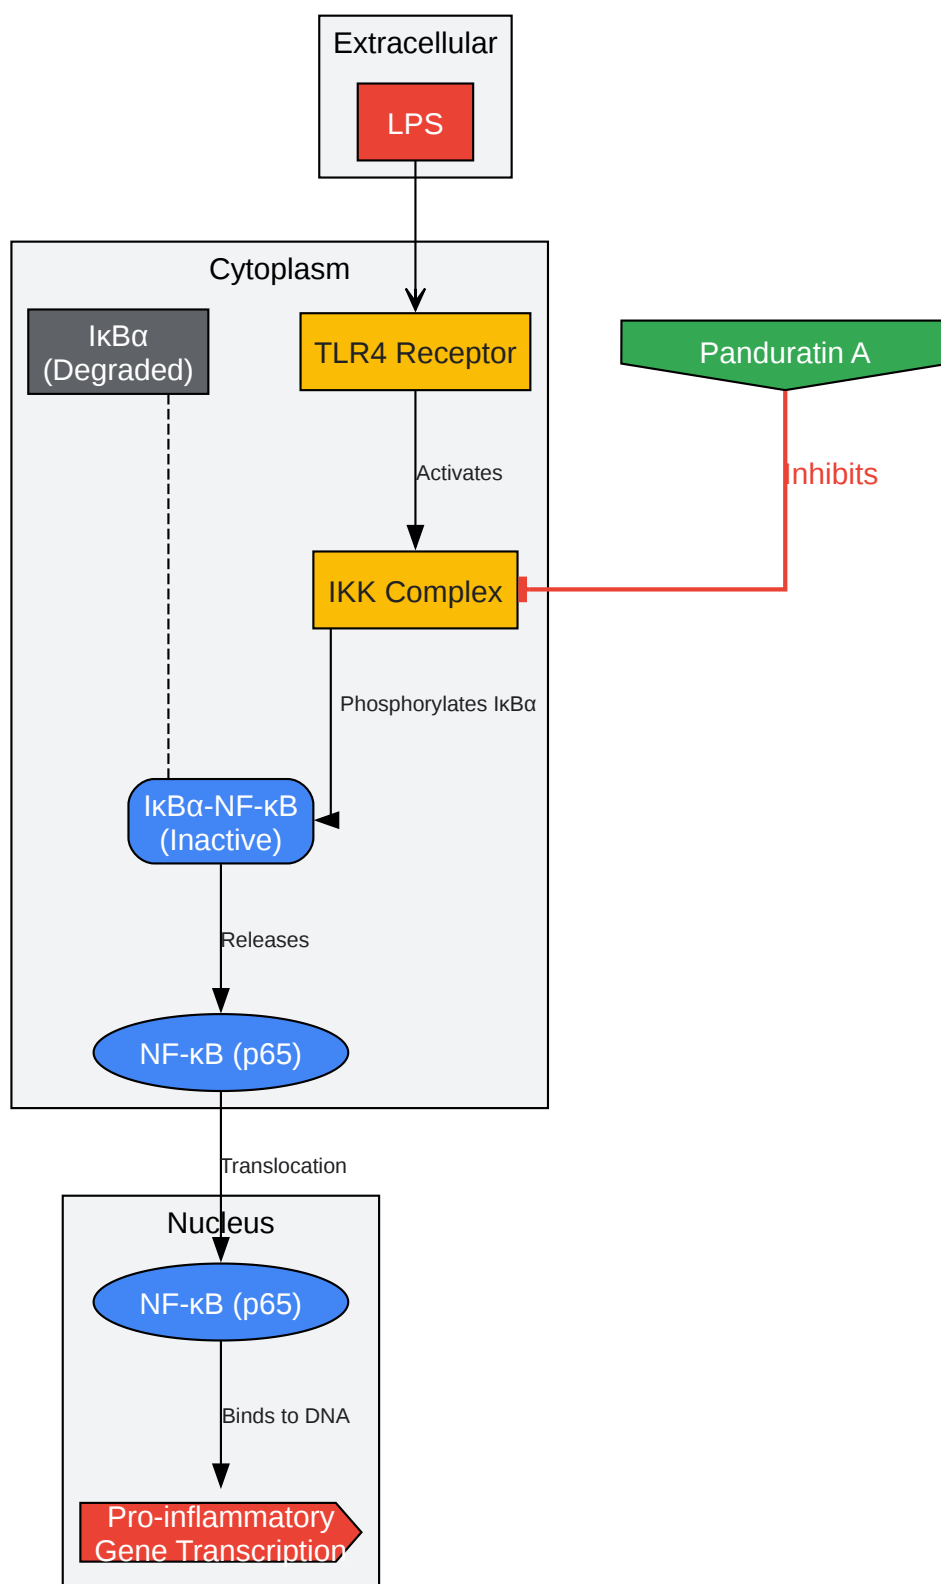 Extracellular
LPS
Cytoplasm
IκBα
(Degraded)
TLR4 Receptor
Panduratin A
Activates
Inhibits
IKK Complex
Phosphorylates IκBα
IκBα-NF-κB
(Inactive)
Releases
NF-κB (p65)
Translocation
Nucleus
NF-κB (p65)
Binds to DNA
Pro-inflammatory
Gene Transcription